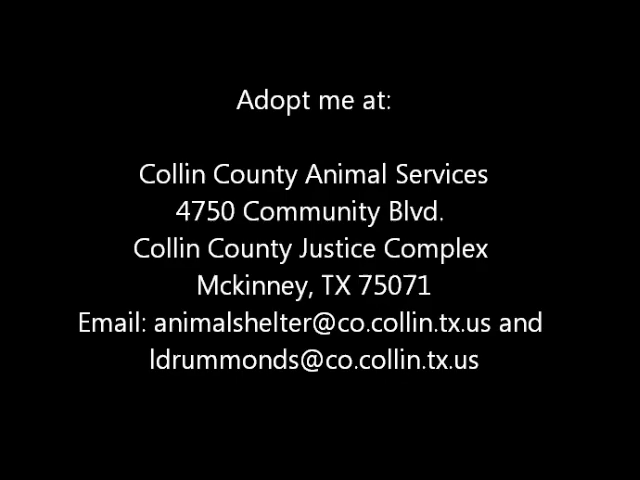 Adopt me at:
Collin County Animal Services
4750 Community Blvd.
Collin County Justice Complex
Mckinney, TX 75071
Email: animalshelter@co.collin.tx.us and
ldrummonds@co.collin.tx.us